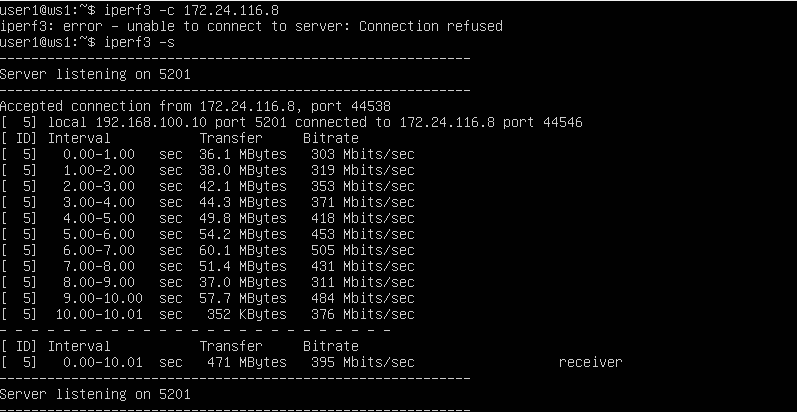 user1@ws1:~$ iperf3 -c 172.24.116.8
iperf3: error - unable to connect to server: Connection refused
user1@ws1:~$ iperf3 -s
-----------------------------------------------------------
Server listening on 5201
-----------------------------------------------------------
Accepted connection from 172.24.116.8, port 44538
[  5] local 192.168.100.10 port 5201 connected to 172.24.116.8 port 44546
[ ID] Interval           Transfer     Bitrate
[  5]   0.00-1.00   sec  36.1 MBytes   303 Mbits/sec
[  5]   1.00-2.00   sec  38.0 MBytes   319 Mbits/sec
[  5]   2.00-3.00   sec  42.1 MBytes   353 Mbits/sec
[  5]   3.00-4.00   sec  44.3 MBytes   371 Mbits/sec
[  5]   4.00-5.00   sec  49.8 MBytes   418 Mbits/sec
[  5]   5.00-6.00   sec  54.2 MBytes   453 Mbits/sec
[  5]   6.00-7.00   sec  60.1 MBytes   505 Mbits/sec
[  5]   7.00-8.00   sec  51.4 MBytes   431 Mbits/sec
[  5]   8.00-9.00   sec  37.0 MBytes   311 Mbits/sec
[  5]   9.00-10.00  sec  57.7 MBytes   484 Mbits/sec
[  5]  10.00-10.01  sec   352 KBytes   376 Mbits/sec
- - - - - - - - - - - - - - - - - - - - - - - - -
[ ID] Interval           Transfer     Bitrate
[  5]   0.00-10.01  sec   471 MBytes   395 Mbits/sec                  receiver
-----------------------------------------------------------
Server listening on 5201
-----------------------------------------------------------